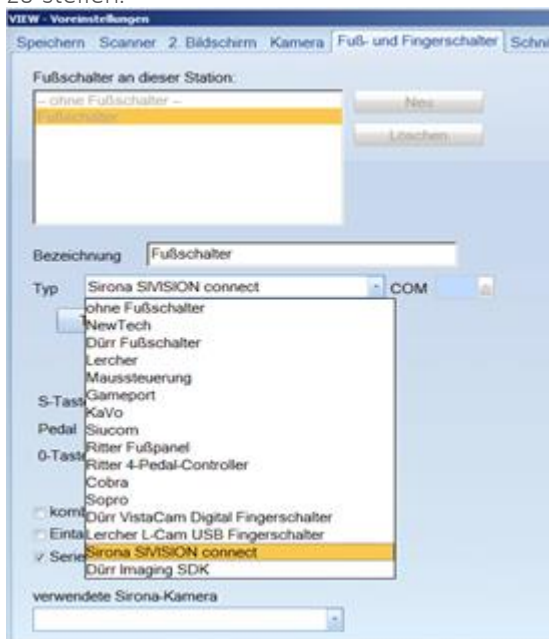 zu stellen.
VIEW - Voreinstellungen
Speichern Scanner 2. Bildschirm Kamera Fuß- und Fingerschalter Schni
Fußschalter an dieser Station:
-- ohne Fußschalter -- Neu
Fußschalter
Löschen
Bezeichnung Fußschalter
Typ Sirona SIVISION connect COM
ohne Fußschalter
NewTech
Dürr Fußschalter
Lercher
Maussteuerung
S-Taste Gameport
KaVo
Pedal Siucom
Ritter Fußpanel
0-Taste Ritter 4-Pedal-Controller
Cobra
Sopro
komb Dürr VistaCam Digital Fingerschalter
Einta Lercher L-Cam USB Fingerschalter
Serie Sirona SIVISION connect
Dürr Imaging SDK
verwendete Sirona-Kamera